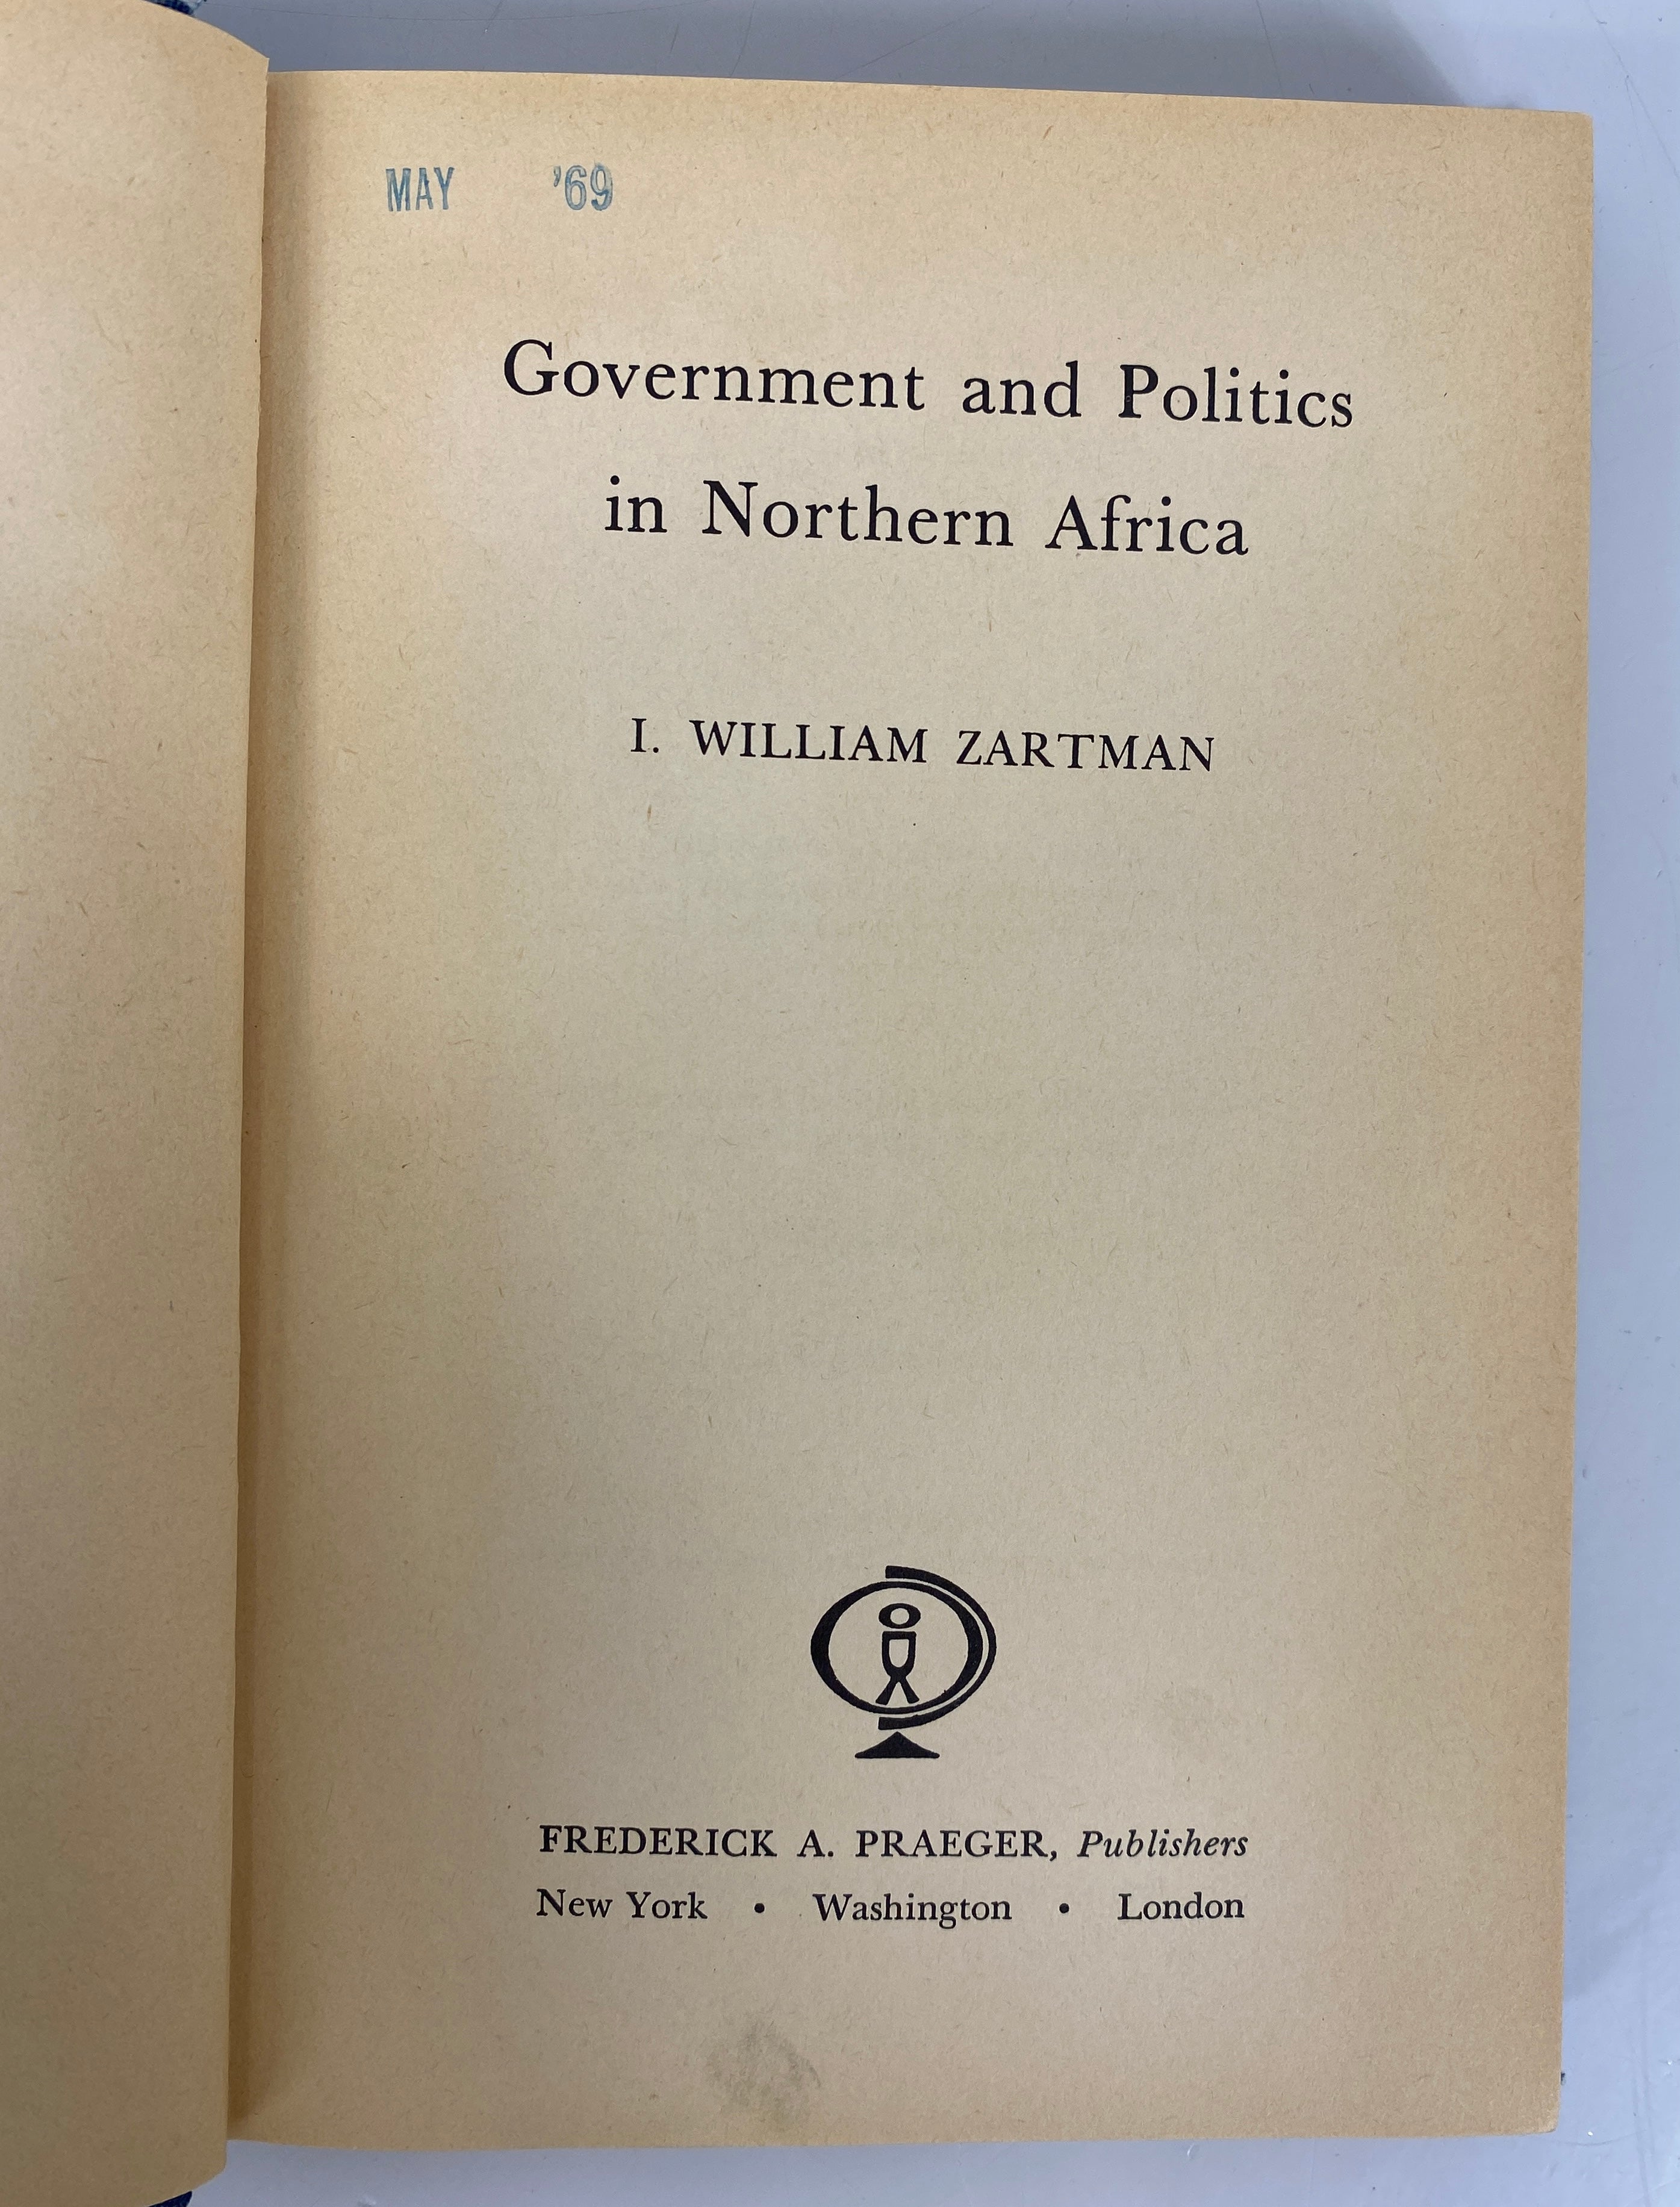 MAY '69
Government and Politics
in Northern Africa
I. WILLIAM ZARTMAN
FREDERICK A. PRAEGER, Publishers
New York • Washington • London